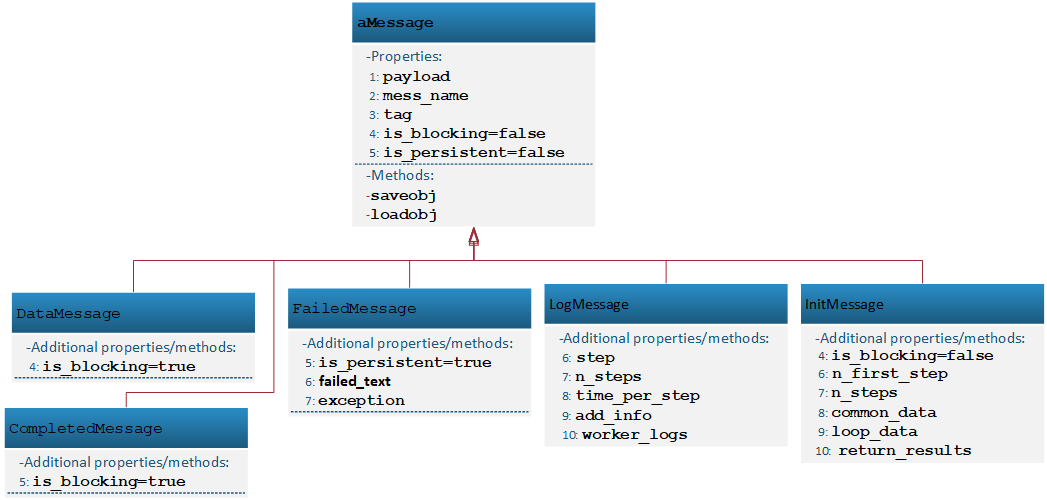 aMessage
-Properties:
1: payload
2: mess_name
3: tag
4: is_blocking=false
5: is_persistent=false
-Methods:
-saveobj
-loadobj
DataMessage
-Additional properties/methods:
4: is_blocking=true
CompletedMessage
-Additional properties/methods:
5: is_blocking=true
FailedMessage
-Additional properties/methods:
5: is_persistent=true
6: failed_text
7: exception
LogMessage
-Additional properties/methods:
6: step
7: n_steps
8: time_per_step
9: add_info
10: worker_logs
InitMessage
-Additional properties/methods:
4: is_blocking=false
6: n_first_step
7: n_steps
8: common_data
9: loop_data
10: return_results